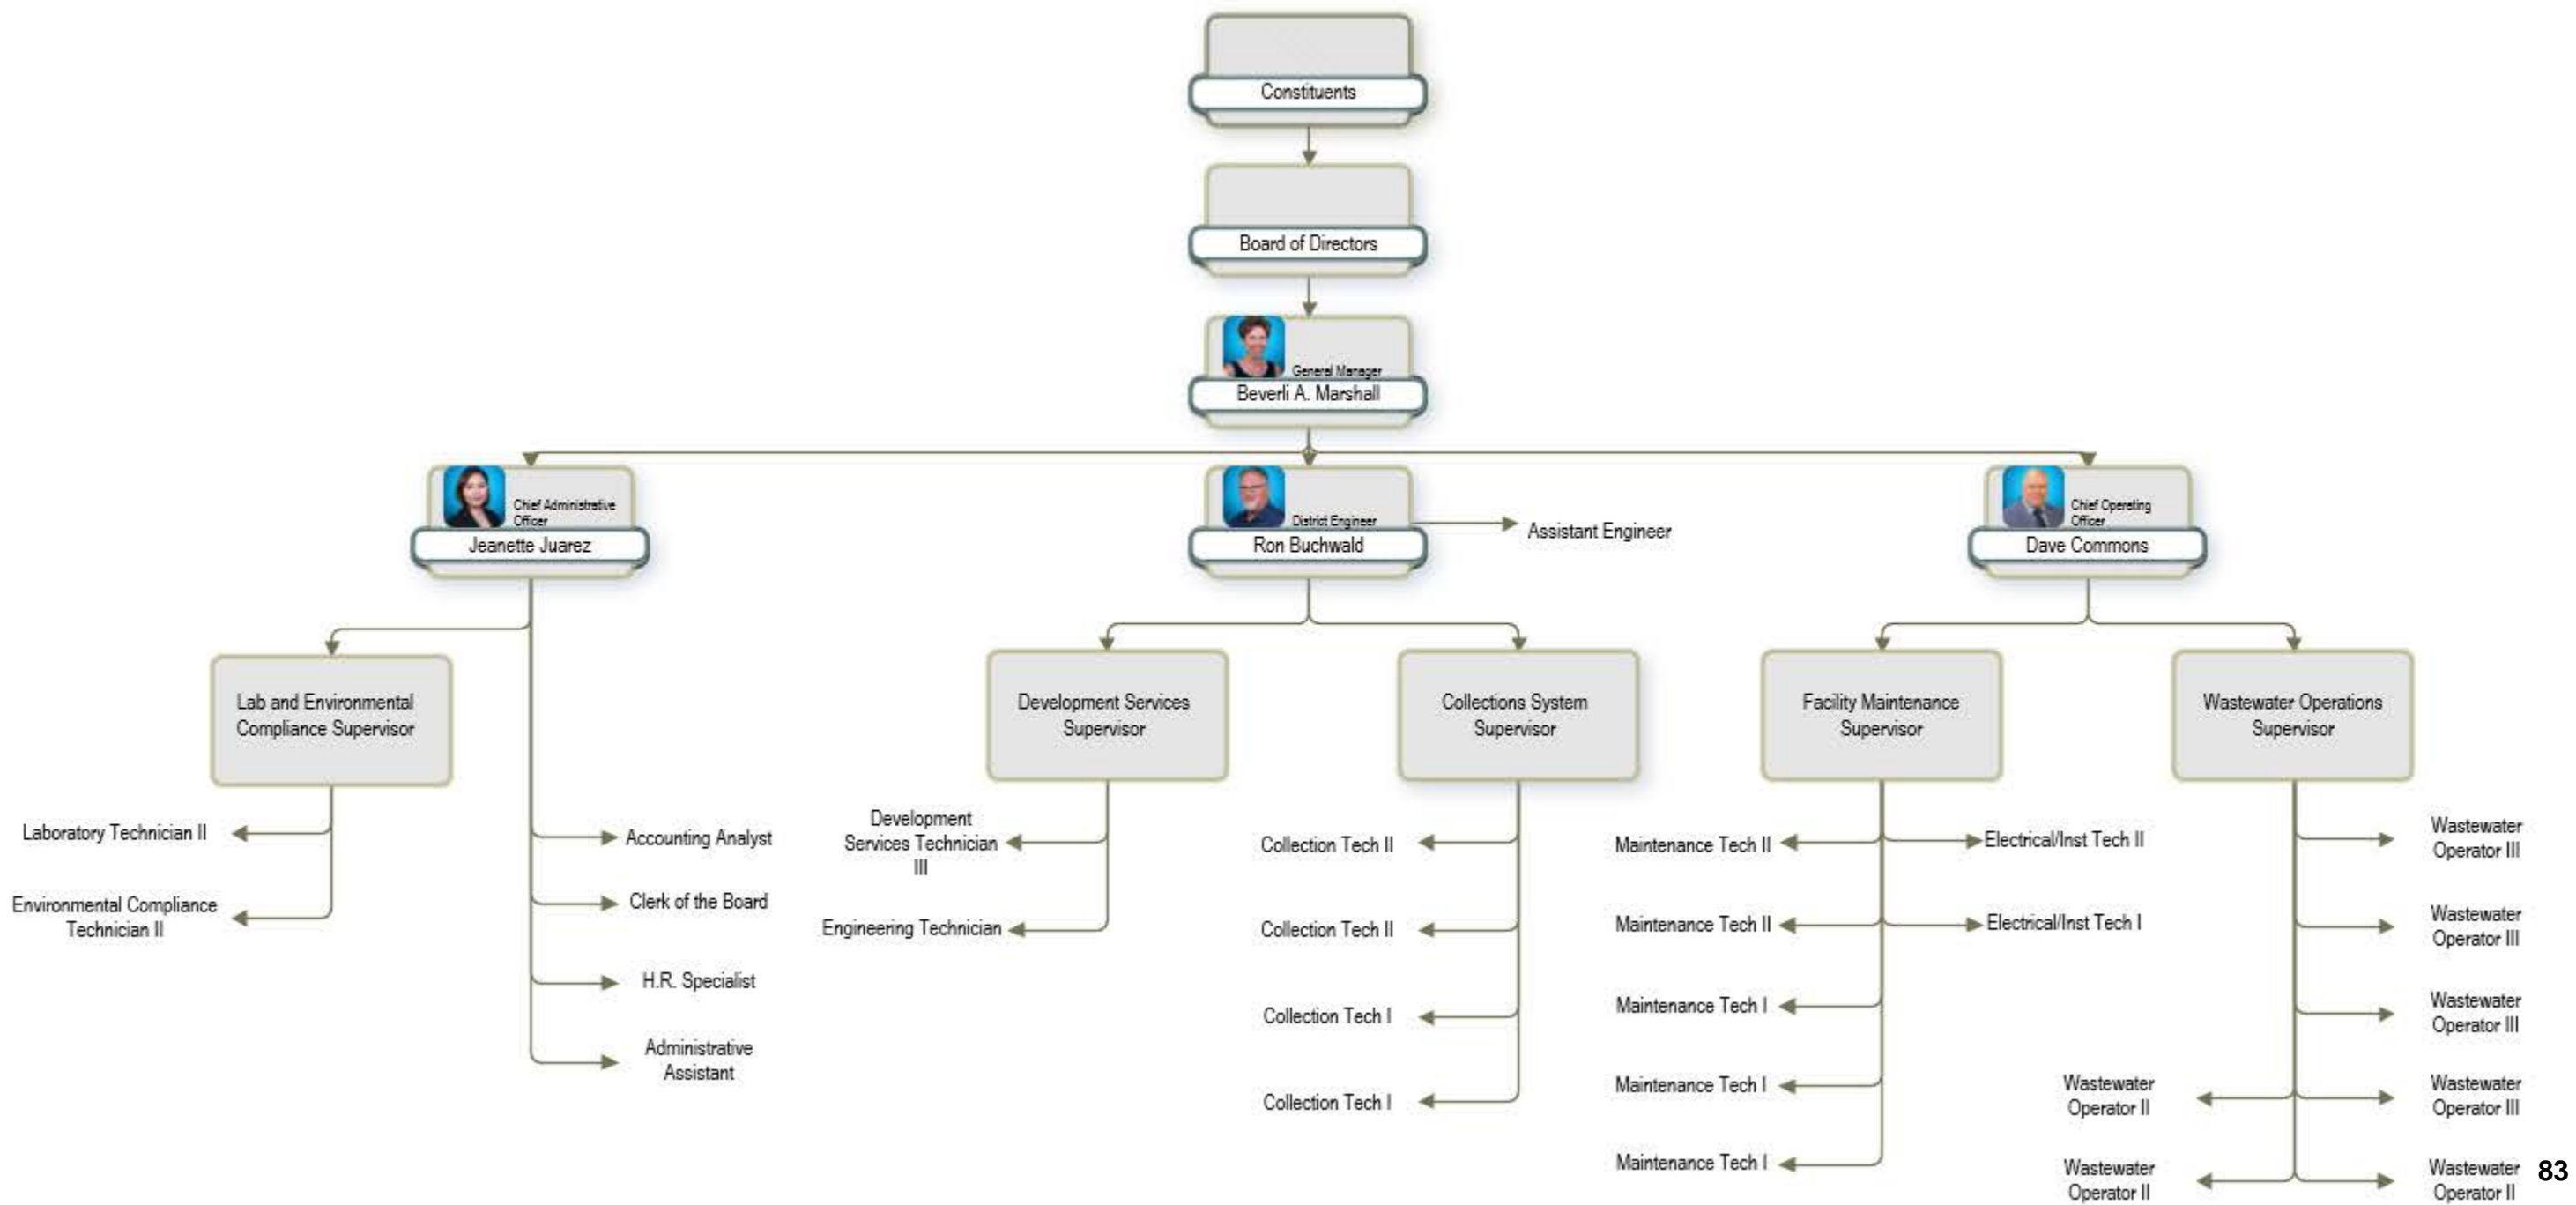 Constituents
Board of Directors
General Manager
Beverli A. Marshall
Chief Administrative
Officer
Jeanette Juarez
District Engineer
Ron Buchwald
Assistant Engineer
Chief Operating
Officer
Dave Commons
Lab and Environmental
Compliance Supervisor
Development Services
Supervisor
Collections System
Supervisor
Facility Maintenance
Supervisor
Wastewater Operations
Supervisor
Laboratory Technician II
Environmental Compliance
Technician II
Accounting Analyst
Clerk of the Board
H.R. Specialist
Administrative
Assistant
Development
Services Technician
III
Engineering Technician
Collection Tech II
Collection Tech II
Collection Tech I
Collection Tech I
Maintenance Tech II
Maintenance Tech II
Maintenance Tech I
Maintenance Tech I
Maintenance Tech I
Electrical/Inst Tech II
Electrical/Inst Tech I
Wastewater
Operator II
Wastewater
Operator II
Wastewater
Operator III
Wastewater
Operator III
Wastewater
Operator III
Wastewater
Operator III
Wastewater
Operator II
83